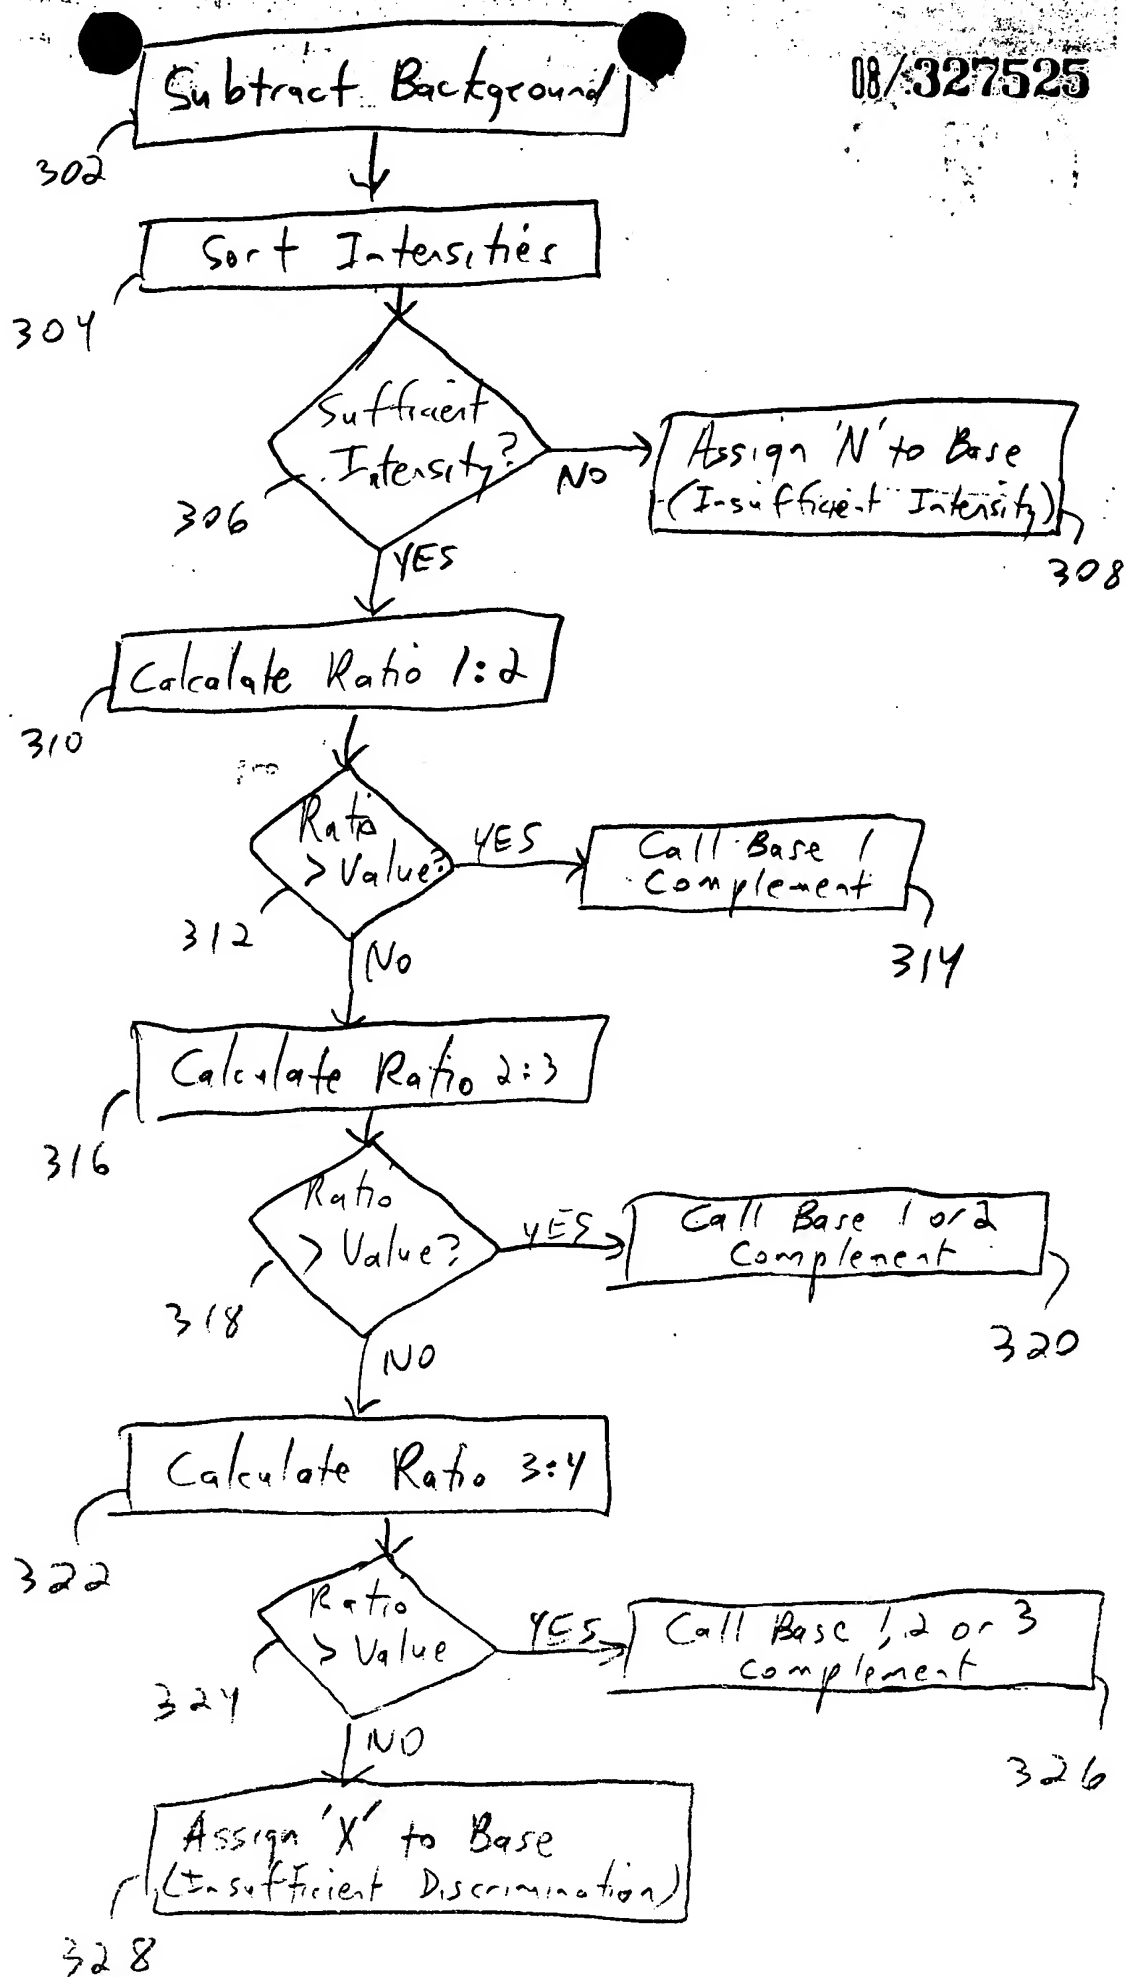 08/327525
Subtract Background
302
Sort Intensities
304
Sufficient
Intensity?
306
NO
Assign 'N' to Base
(Insufficient Intensity)
308
YES
Calculate Ratio 1:2
310
Ratio
> Value?
312
YES
Call Base 1
Complement
314
NO
Calculate Ratio 2:3
316
Ratio
> Value?
318
YES
Call Base 1 or 2
Complement
320
NO
Calculate Ratio 3:4
322
Ratio
> Value
324
YES
Call Base 1, 2 or 3
Complement
326
NO
Assign 'X' to Base
(Insufficient Discrimination)
328